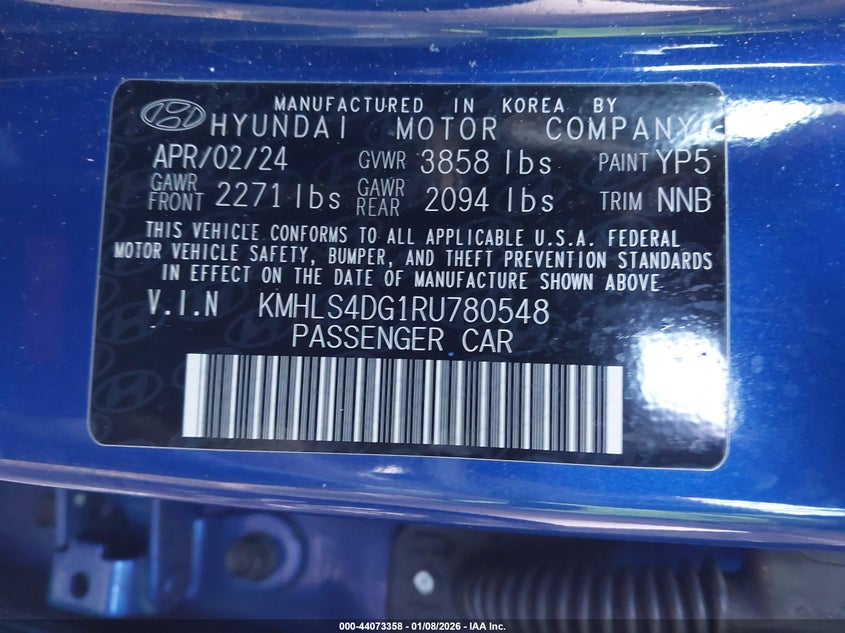 MANUFACTURED IN KOREA BY
HYUNDAI MOTOR COMPANY
APR/02/24 GVWR 3858 lbs PAINT YP5
GAWR FRONT 2271 lbs GAWR REAR 2094 lbs TRIM NNB
THIS VEHICLE CONFORMS TO ALL APPLICABLE U.S.A. FEDERAL
MOTOR VEHICLE SAFETY, BUMPER, AND THEFT PREVENTION STANDARDS
IN EFFECT ON THE DATE OF MANUFACTURE SHOWN ABOVE
V.I.N KMHLS4DG1RU780548
PASSENGER CAR
000-44073358 - 01/08/2026 - IAA Inc.